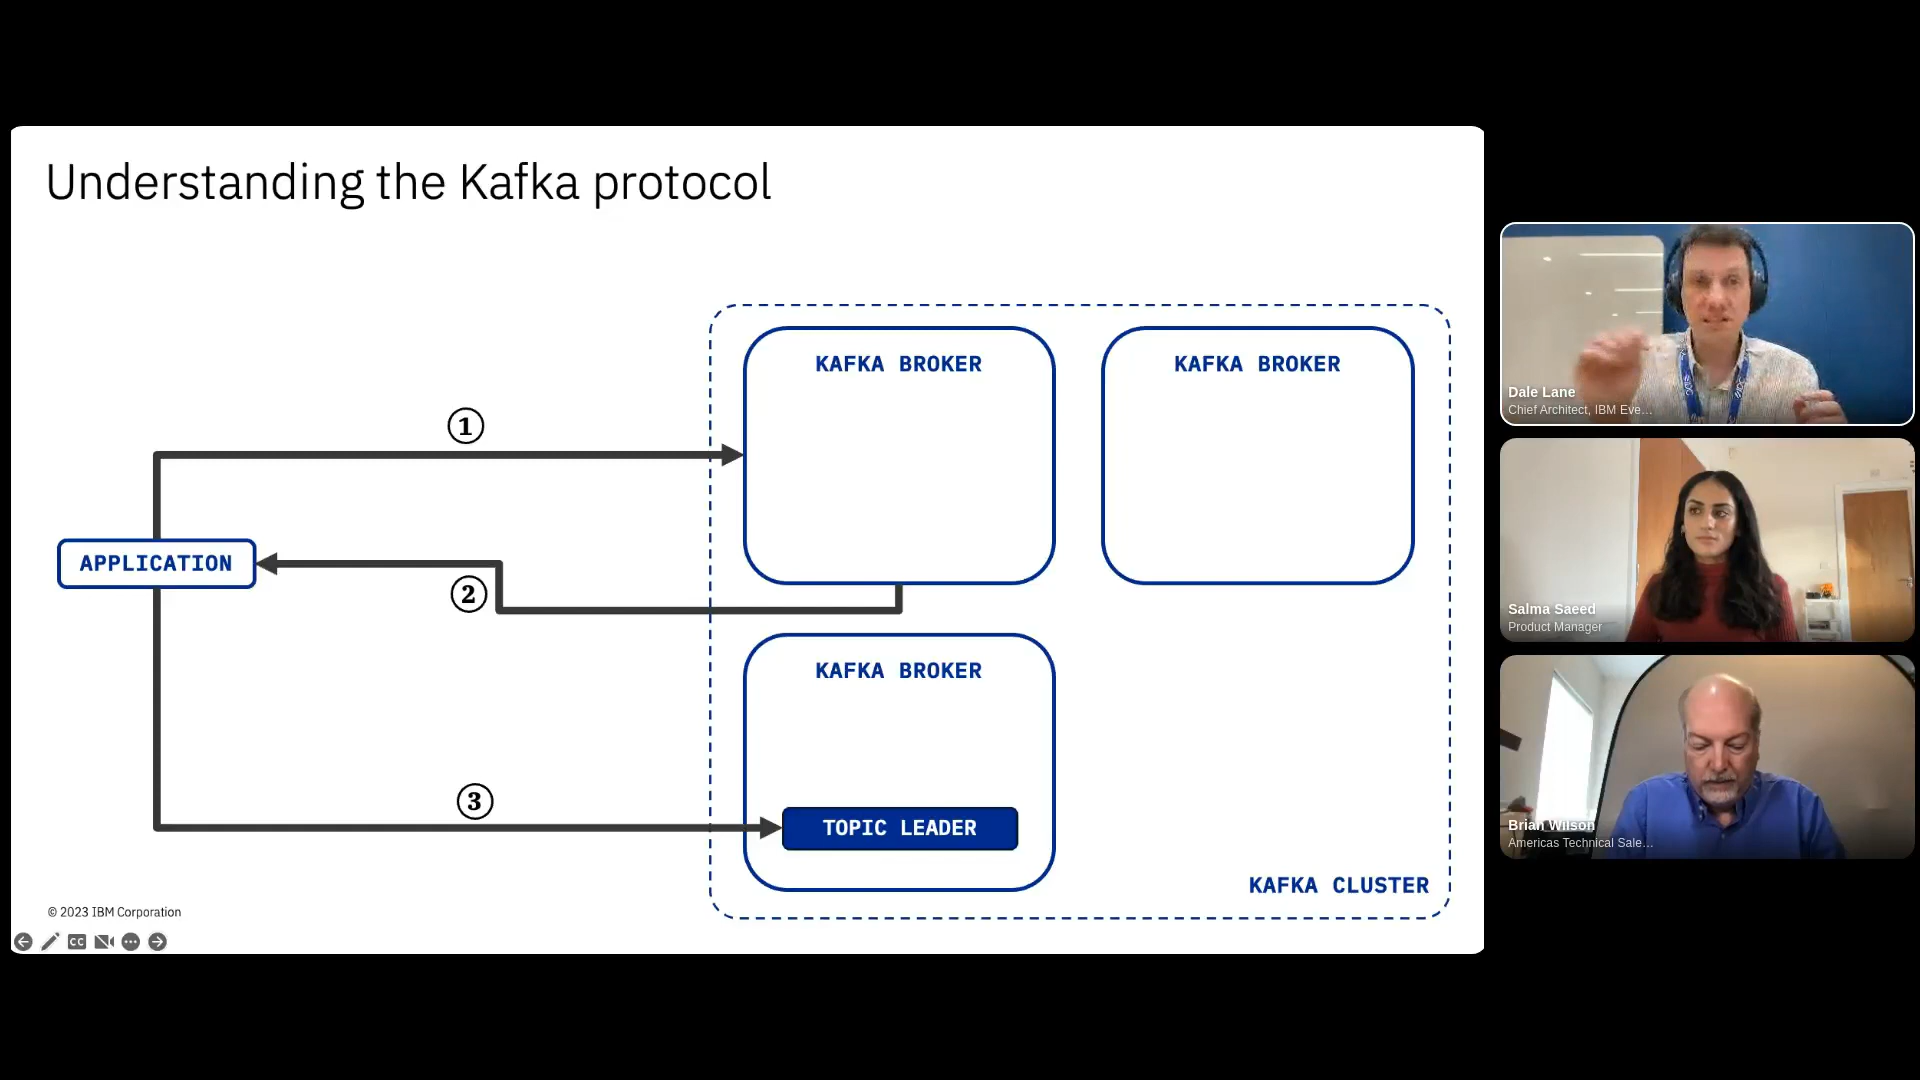 Understanding the Kafka protocol
KAFKA BROKER
KAFKA BROKER
1
APPLICATION
2
KAFKA BROKER
3
TOPIC LEADER
KAFKA CLUSTER
© 2023 IBM Corporation
CC
Dale Lane
Chief Architect, IBM Eve...
Salma Saeed
Product Manager
Brian Wilson
Americas Technical Sale...